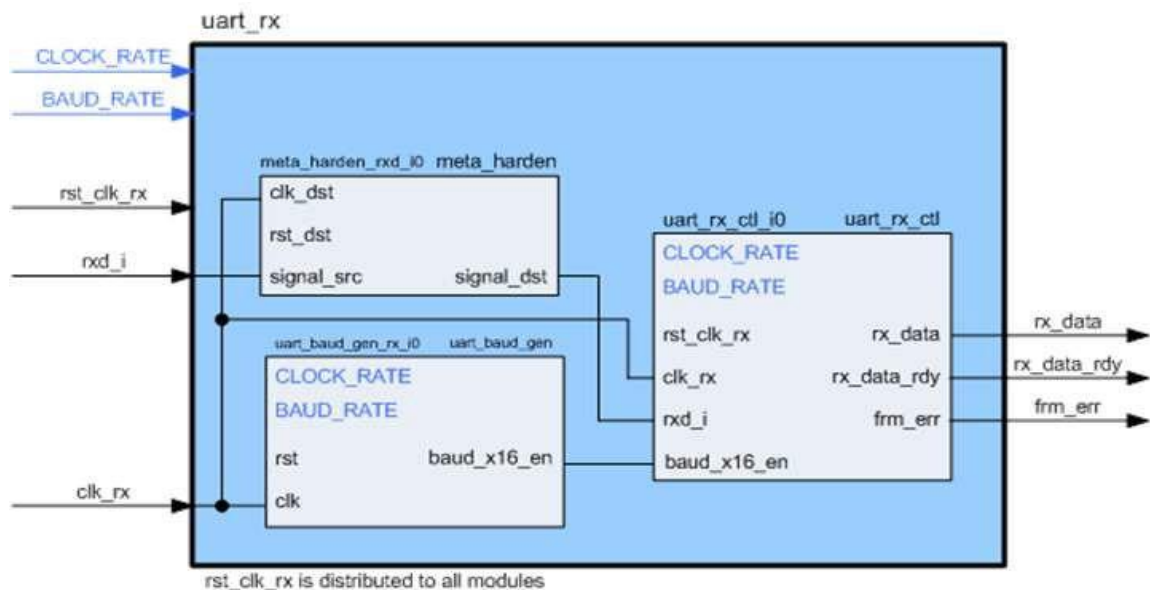 uart_rx
CLOCK_RATE
BAUD_RATE
rst_clk_rx
rxd_i
clk_rx
meta_harden_rxd_i0 meta_harden
clk_dst
rst_dst
signal_src signal_dst
uart_baud_gen_rx_i0 uart_baud_gen
CLOCK_RATE
BAUD_RATE
rst baud_x16_en
clk
uart_rx_ctl_i0 uart_rx_ctl
CLOCK_RATE
BAUD_RATE
rst_clk_rx rx_data
clk_rx rx_data_rdy
rxd_i frm_err
baud_x16_en
rx_data
rx_data_rdy
frm_err
rst_clk_rx is distributed to all modules